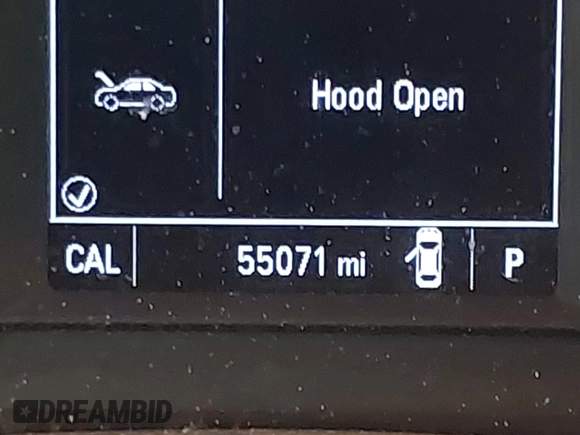 Hood Open
CAL 55071 mi P
DREAMBID